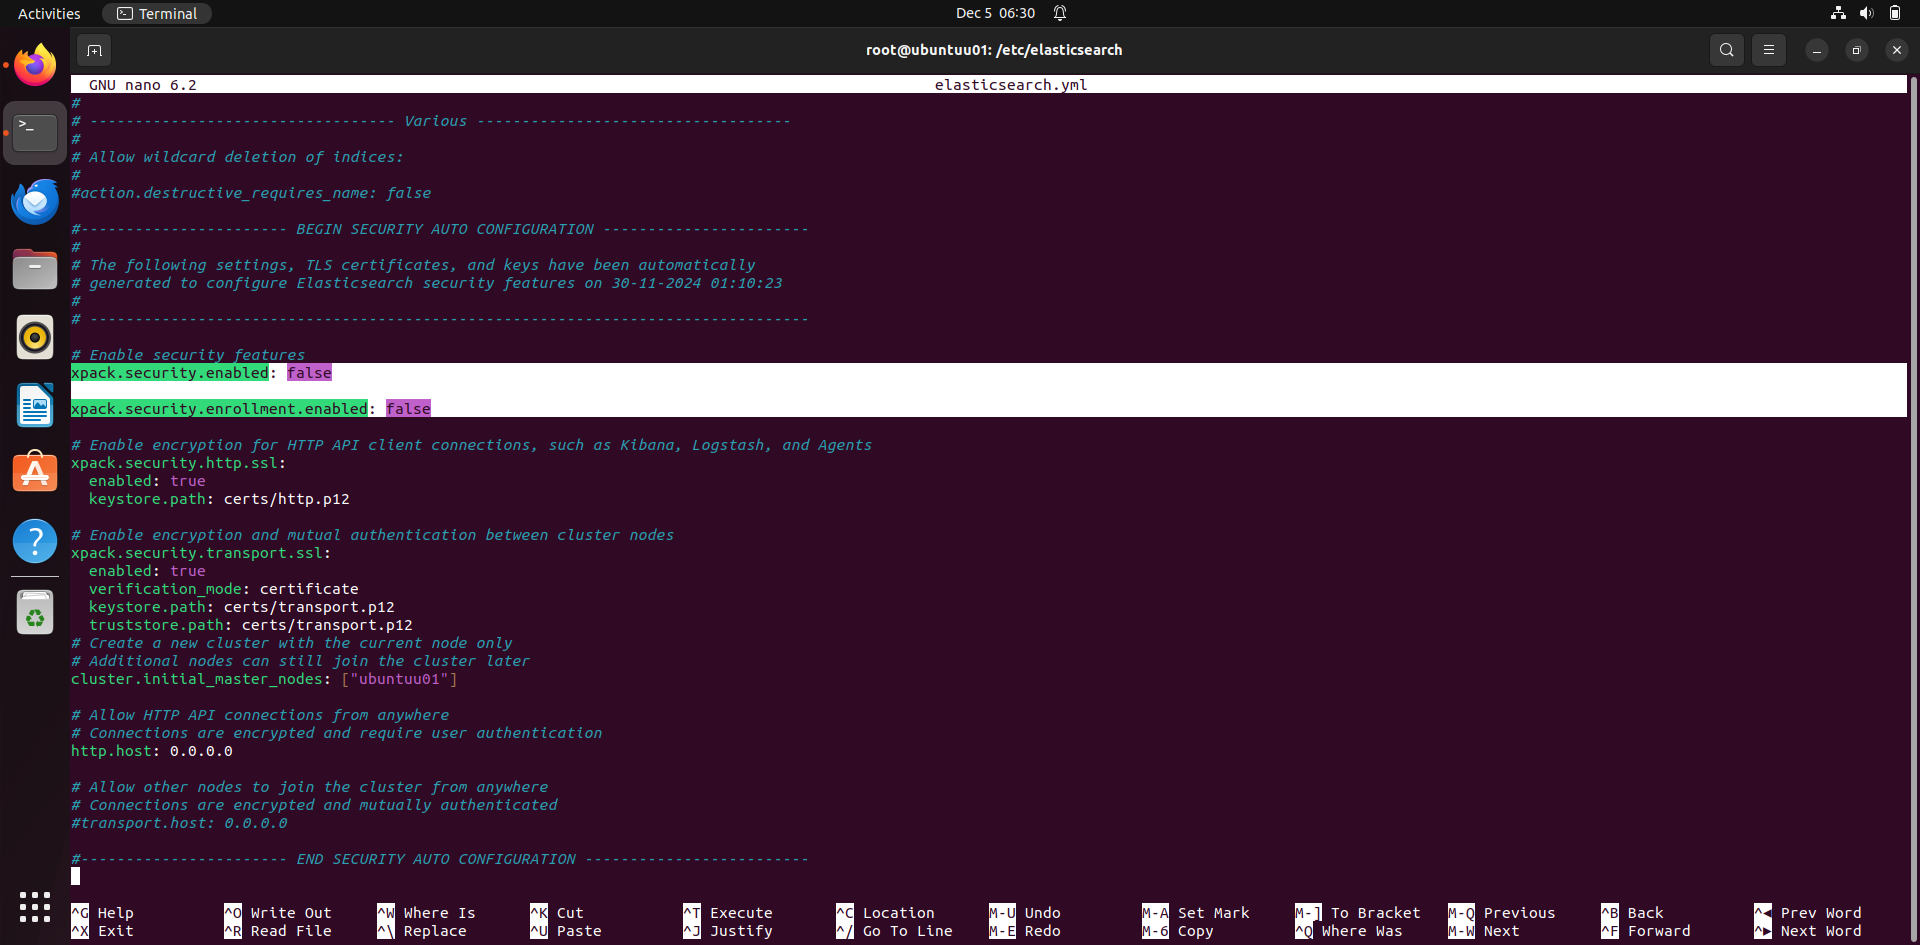 Activities
Terminal
Dec 5 06:30
root@ubuntuu01: /etc/elasticsearch
GNU nano 6.2
elasticsearch.yml
#
# ---------------------------------- Various -----------------------------------
#
# Allow wildcard deletion of indices:
#
#action.destructive_requires_name: false
#----------------------- BEGIN SECURITY AUTO CONFIGURATION -----------------------
#
# The following settings, TLS certificates, and keys have been automatically
# generated to configure Elasticsearch security features on 30-11-2024 01:10:23
#
# --------------------------------------------------------------------------------
# Enable security features
xpack.security.enabled: false
xpack.security.enrollment.enabled: false
# Enable encryption for HTTP API client connections, such as Kibana, Logstash, and Agents
xpack.security.http.ssl:
  enabled: true
  keystore.path: certs/http.p12
# Enable encryption and mutual authentication between cluster nodes
xpack.security.transport.ssl:
  enabled: true
  verification_mode: certificate
  keystore.path: certs/transport.p12
  truststore.path: certs/transport.p12
# Create a new cluster with the current node only
# Additional nodes can still join the cluster later
cluster.initial_master_nodes: ["ubuntuu01"]
# Allow HTTP API connections from anywhere
# Connections are encrypted and require user authentication
http.host: 0.0.0.0
# Allow other nodes to join the cluster from anywhere
# Connections are encrypted and mutually authenticated
#transport.host: 0.0.0.0
#----------------------- END SECURITY AUTO CONFIGURATION -------------------------
^G Help ^O Write Out ^W Where Is ^K Cut ^T Execute ^C Location M-U Undo M-A Set Mark M-] To Bracket M-Q Previous ^B Back ^◀ Prev Word
^X Exit ^R Read File ^\ Replace ^U Paste ^J Justify ^/ Go To Line M-E Redo M-6 Copy ^Q Where Was M-W Next ^F Forward ^▶ Next Word